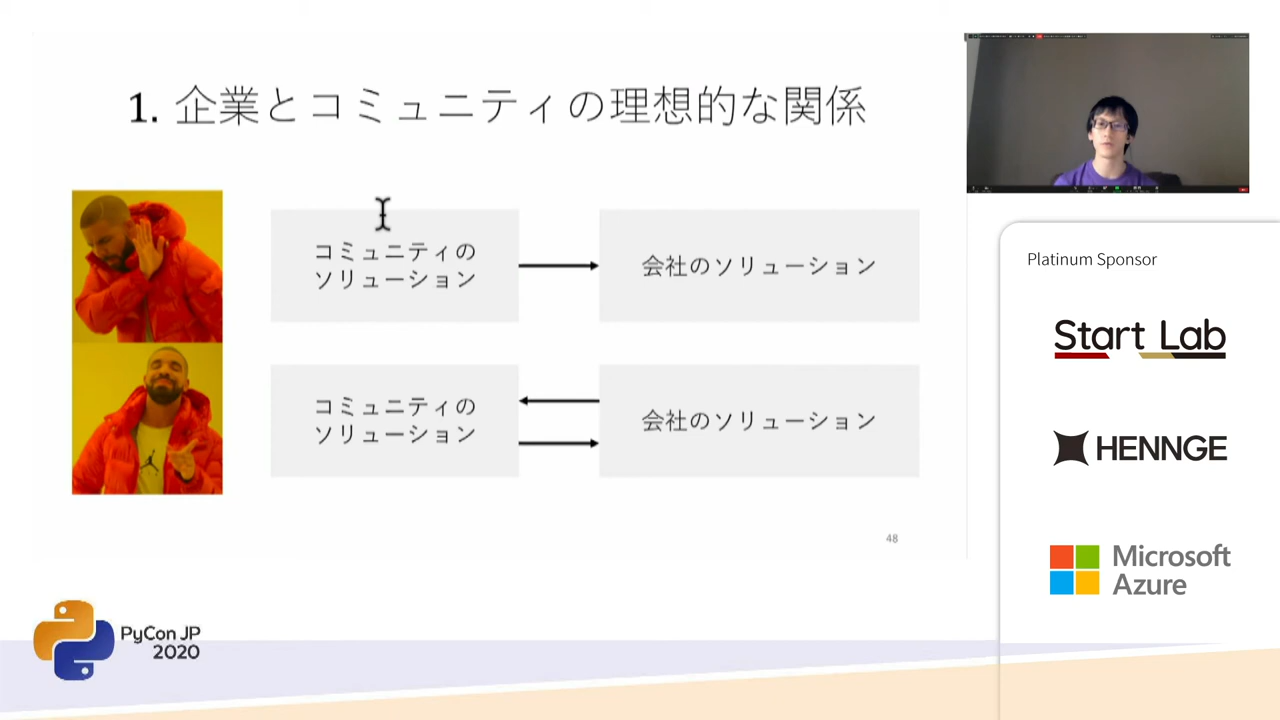 1. 企業とコミュニティの理想的な関係
コミュニティの
ソリューション
会社のソリューション
コミュニティの
ソリューション
会社のソリューション
48
Platinum Sponsor
Start Lab
HENNGE
Microsoft
Azure
PyCon JP
2020